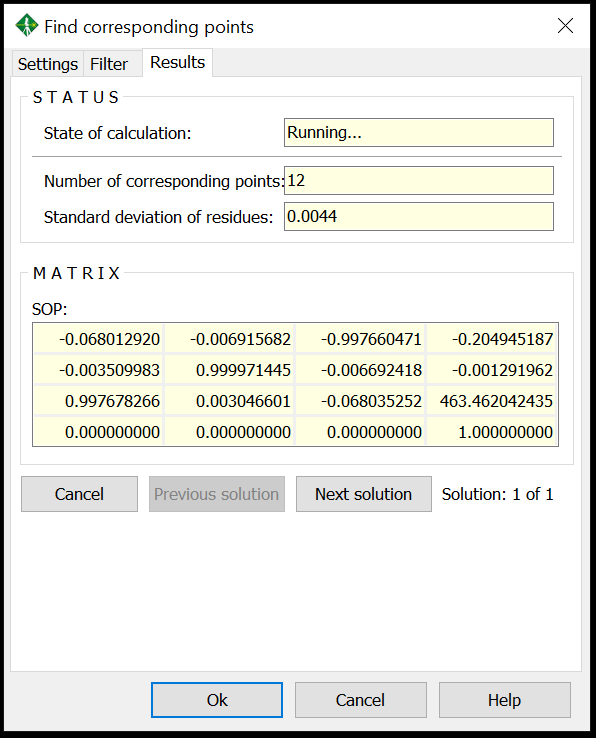 Find corresponding points
Settings Filter Results
STATUS
State of calculation: Running...
Number of corresponding points: 12
Standard deviation of residues: 0.0044
MATRIX
SOP:
-0.068012920 -0.006915682 -0.997660471 -0.204945187
-0.003509983 0.999971445 -0.006692418 -0.001291962
0.997678266 0.003046601 -0.068035252 463.462042435
0.000000000 0.000000000 0.000000000 1.000000000
Cancel Previous solution Next solution Solution: 1 of 1
Ok Cancel Help